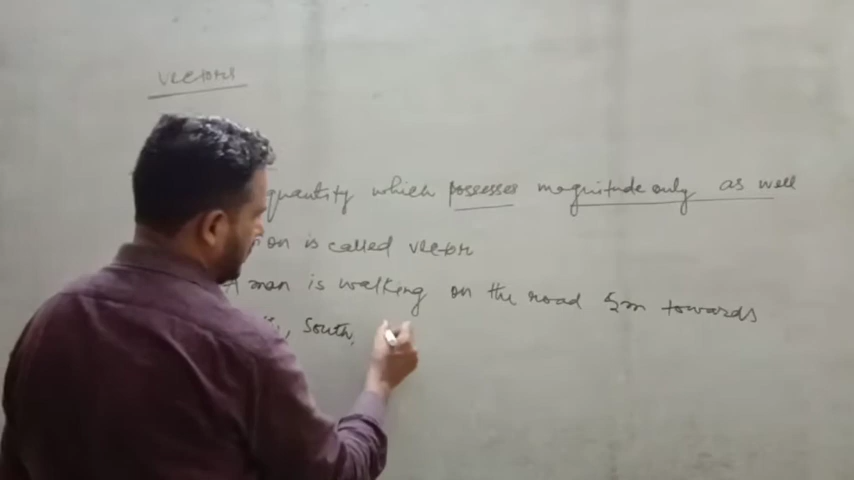 Vectors
quantity which possesses magnitude only as well
on is called vector
A man is walking on the road 5m towards
South,